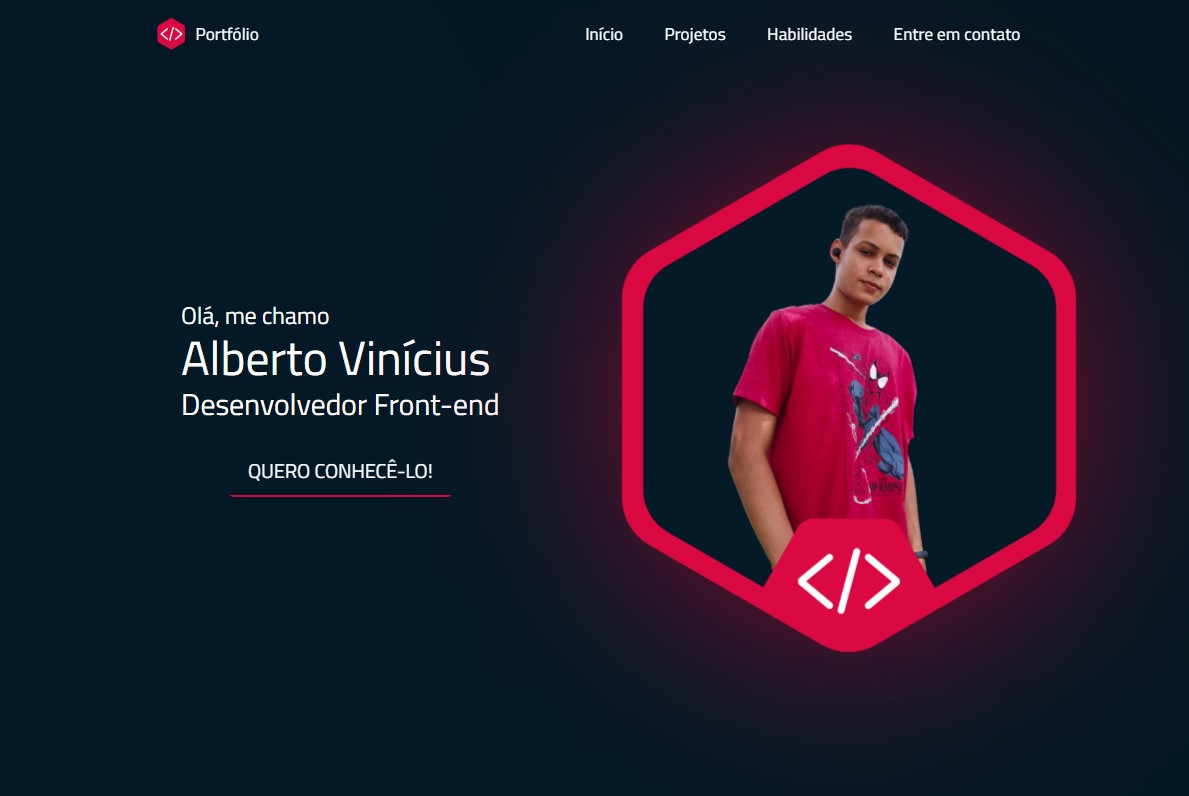 Portfólio
Início
Projetos
Habilidades
Entre em contato
Olá, me chamo
Alberto Vinícius
Desenvolvedor Front-end
QUERO CONHECÊ-LO!
</>